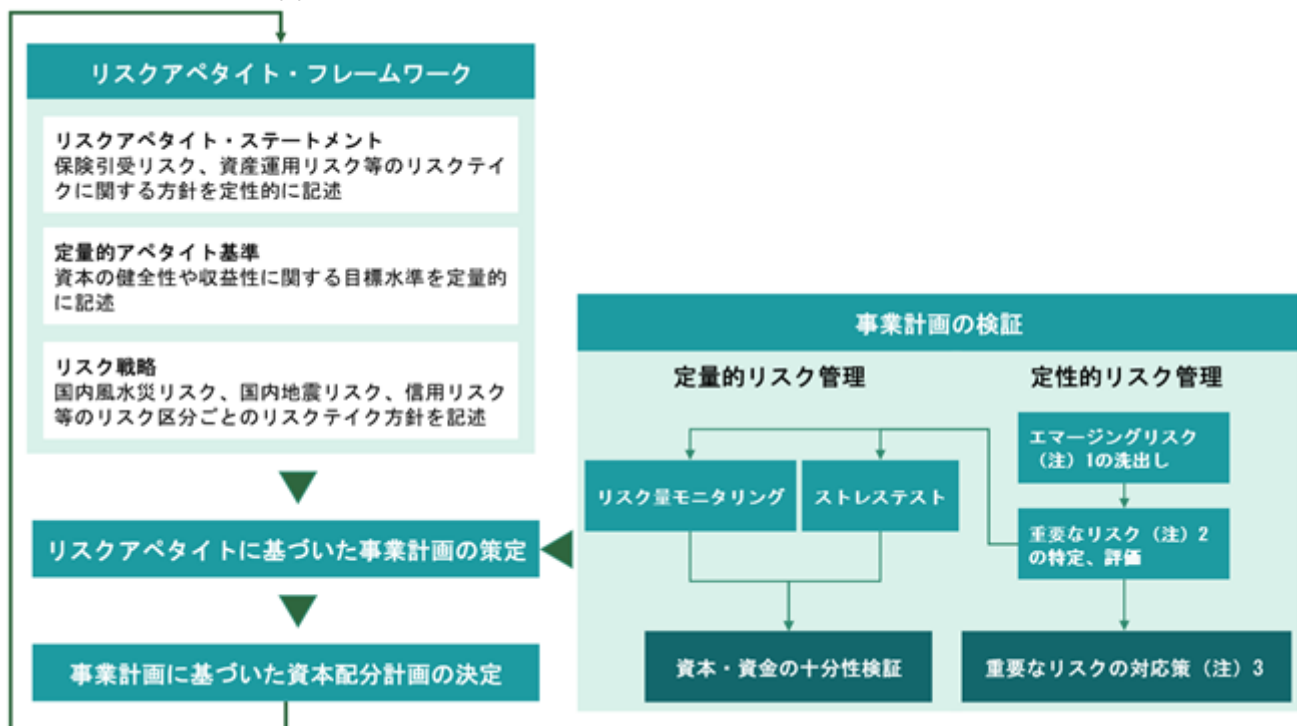 リスクアペタイト・フレームワーク
リスクアペタイト・ステートメント
保険引受リスク、資産運用リスク等のリスクテイ
クに関する方針を定性的に記述
定量的アペタイト基準
資本の健全性や収益性に関する目標水準を定量的
に記述
リスク戦略
国内風水災リスク、国内地震リスク、信用リスク
等のリスク区分ごとのリスクテイク方針を記述
リスクアペタイトに基づいた事業計画の策定
事業計画に基づいた資本配分計画の決定
事業計画の検証
定量的リスク管理
リスク量モニタリング
ストレステスト
資本・資金の十分性検証
定性的リスク管理
エマージングリスク
（注）1の洗出し
重要なリスク（注）2
の特定、評価
重要なリスクの対応策（注）3